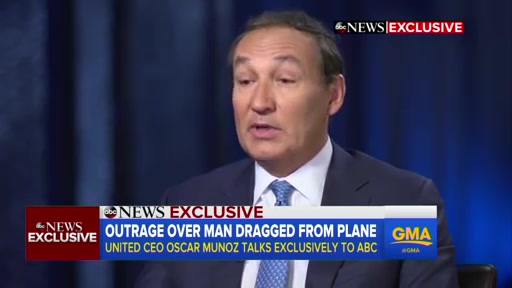 abc NEWS EXCLUSIVE
abc NEWS EXCLUSIVE
abc NEWS
EXCLUSIVE
OUTRAGE OVER MAN DRAGGED FROM PLANE
UNITED CEO OSCAR MUNOZ TALKS EXCLUSIVELY TO ABC
GMA
@GMA